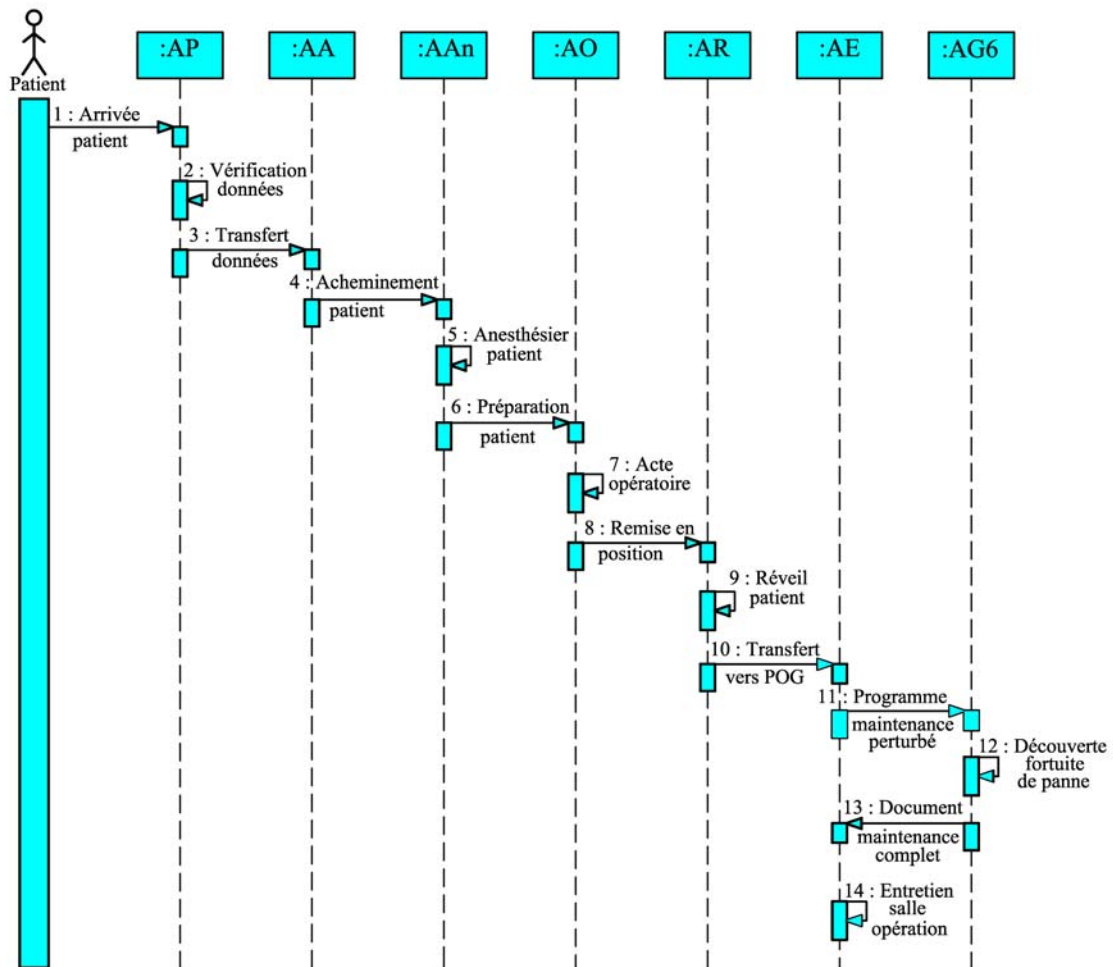 :AP :AA :AAn :AO :AR :AE :AG6
Patient
1 : Arrivée
patient
2 : Vérification
données
3 : Transfert
données
4 : Acheminement
patient
5 : Anesthésier
patient
6 : Préparation
patient
7 : Acte
opératoire
8 : Remise en
position
9 : Réveil
patient
10 : Transfert
vers POG
11 : Programme
maintenance
perturbé
12 : Découverte
fortuite
de panne
13 : Document
maintenance
complet
14 : Entretien
salle
opération